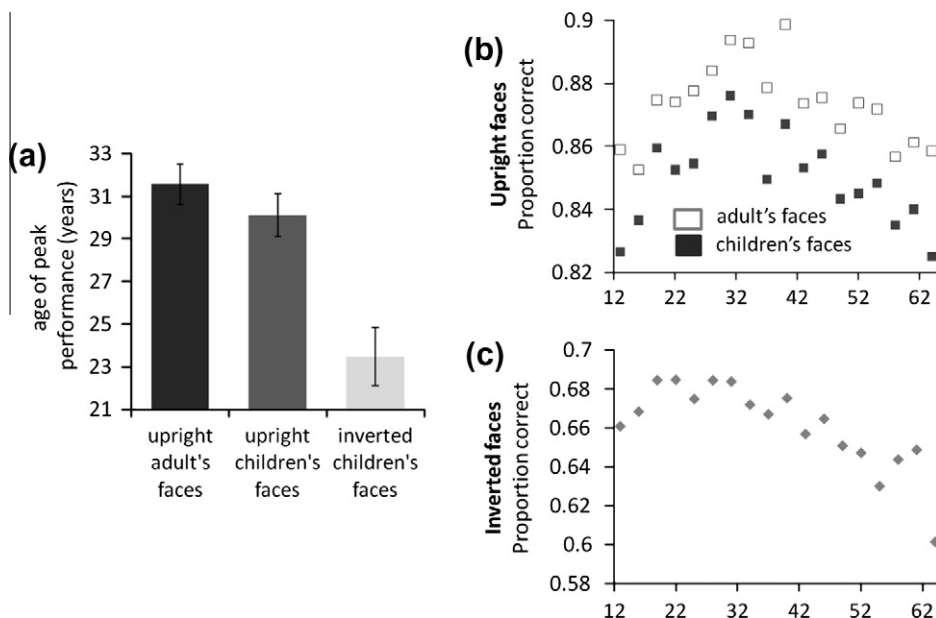 (a)
age of peak
performance (years)
33
31
29
27
25
23
21
upright
adult's
faces
upright
children's
faces
inverted
children's
faces
(b)
Upright faces
Proportion correct
0.9
0.88
0.86
0.84
0.82
adult's faces
children's faces
12 22 32 42 52 62
(c)
Inverted faces
Proportion correct
0.7
0.68
0.66
0.64
0.62
0.6
0.58
12 22 32 42 52 62